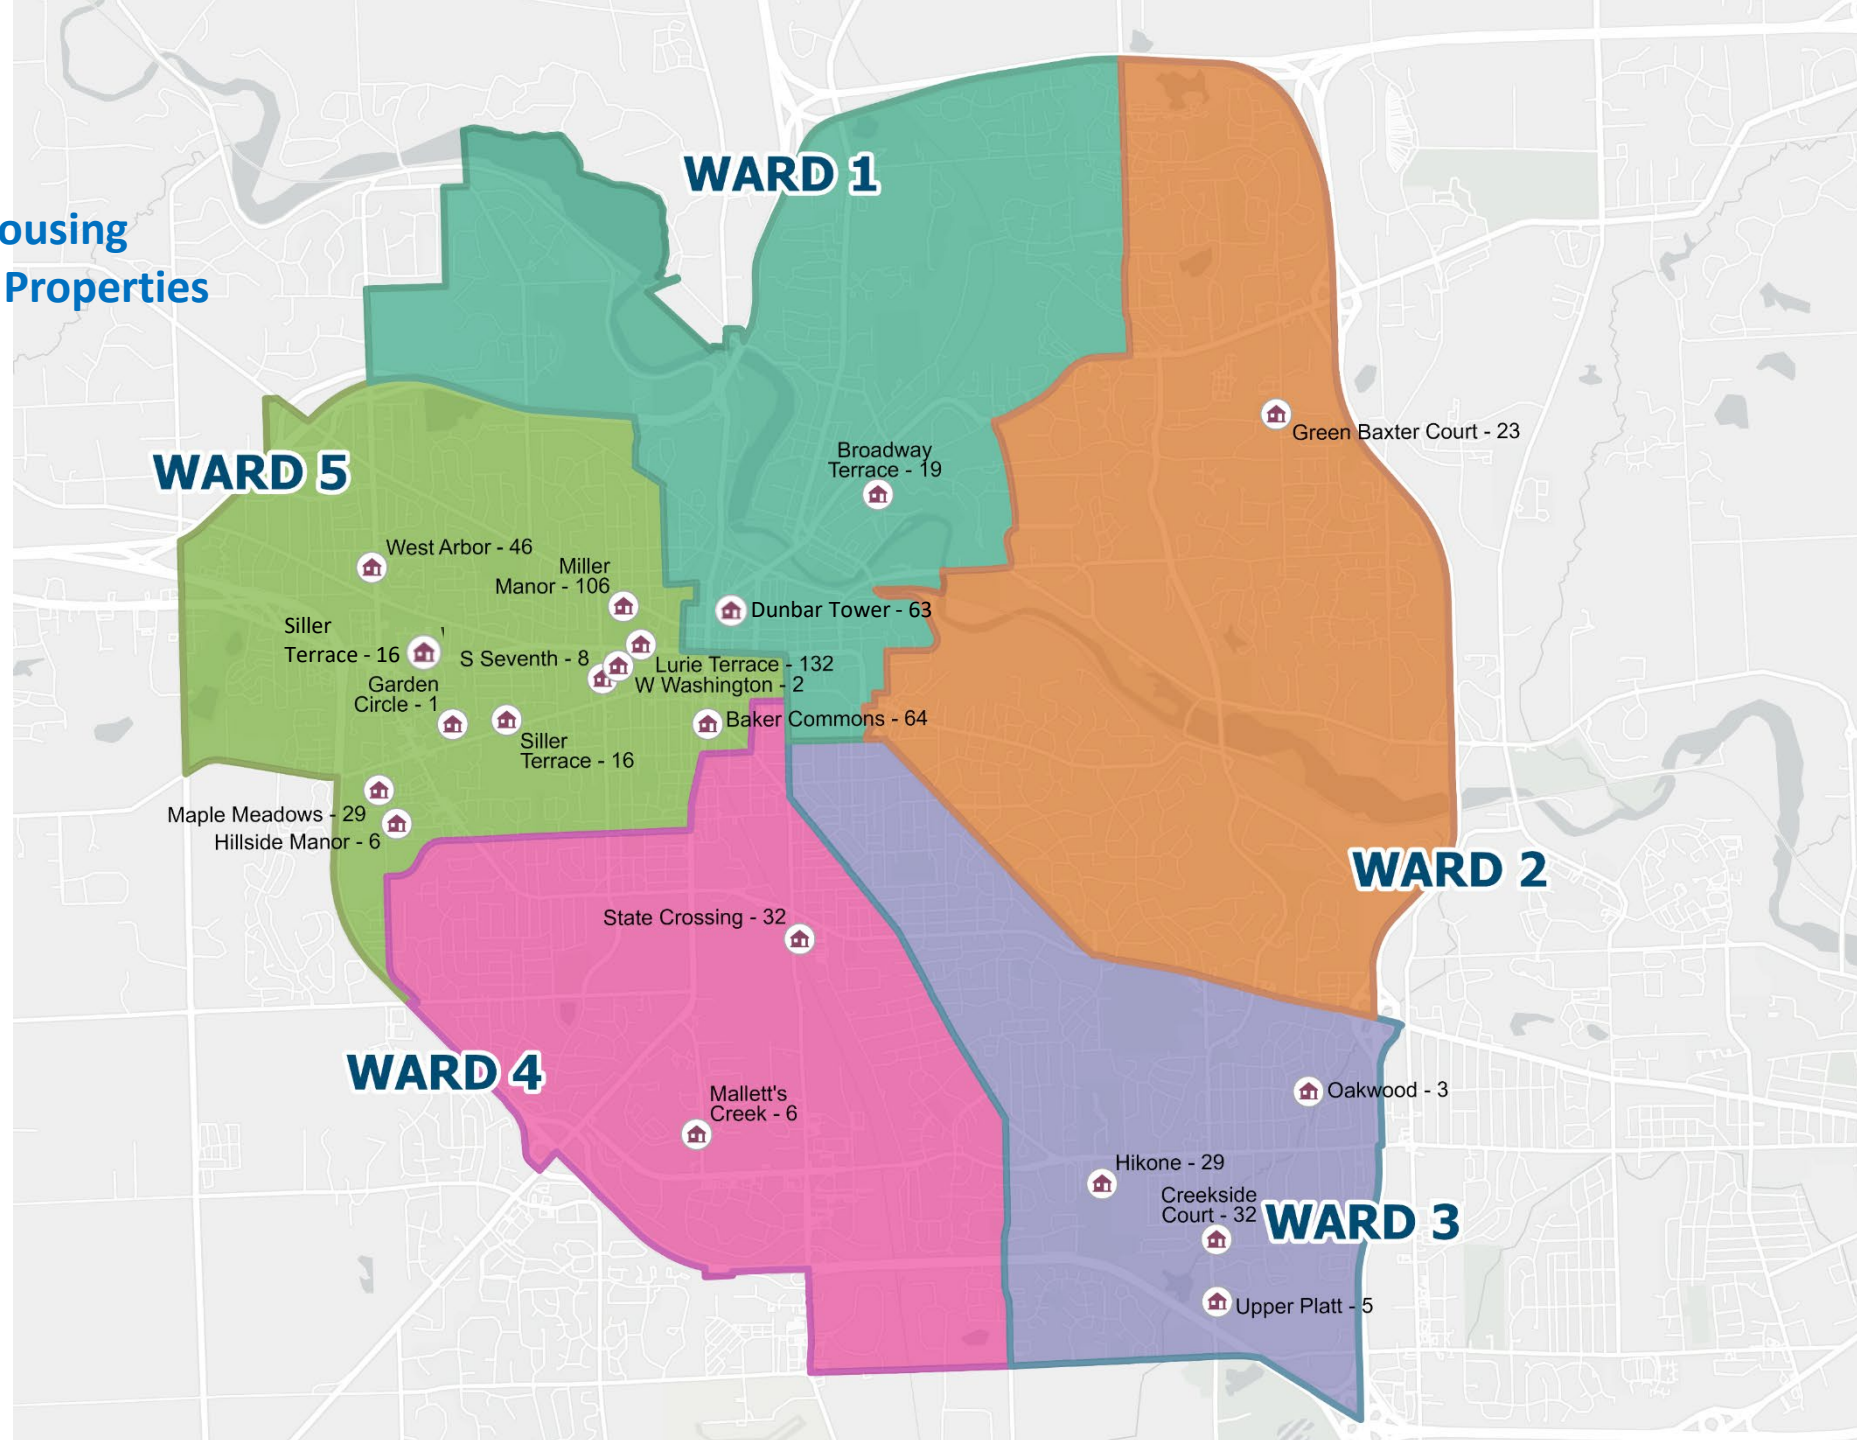 WARD 1
ousing
Properties
Green Baxter Court - 23
Broadway
Terrace - 19
WARD 5
West Arbor - 46
Miller
Manor - 106
Dunbar Tower - 63
Siller
Terrace - 16
S Seventh - 8
Lurie Terrace - 132
W Washington - 2
Garden
Circle - 1
Baker Commons - 64
Siller
Terrace - 16
Maple Meadows - 29
Hillside Manor - 6
WARD 2
State Crossing - 32
WARD 4
Mallett's
Creek - 6
Oakwood - 3
Hikone - 29
Creekside
Court - 32
WARD 3
Upper Platt - 5